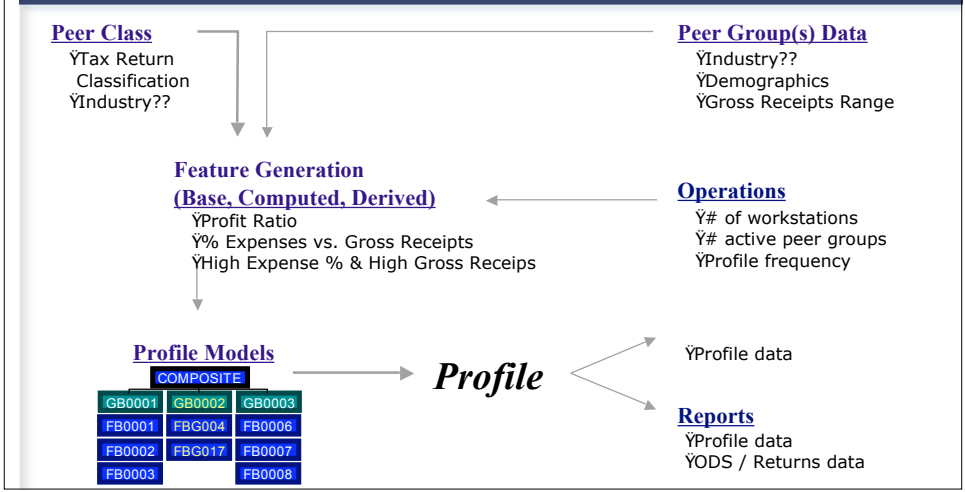 Peer Class
ŸTax Return
Classification
ŸIndustry??
Peer Group(s) Data
ŸIndustry??
ŸDemographics
ŸGross Receipts Range
Feature Generation
(Base, Computed, Derived)
ŸProfit Ratio
Ÿ% Expenses vs. Gross Receipts
ŸHigh Expense % & High Gross Receips
Operations
Ÿ# of workstations
Ÿ# active peer groups
ŸProfile frequency
Profile Models
COMPOSITE
GB0001 GB0002 GB0003
FB0001 FBG004 FB0006
FB0002 FBG017 FB0007
FB0003 FB0008
Profile
ŸProfile data
Reports
ŸProfile data
ŸODS / Returns data